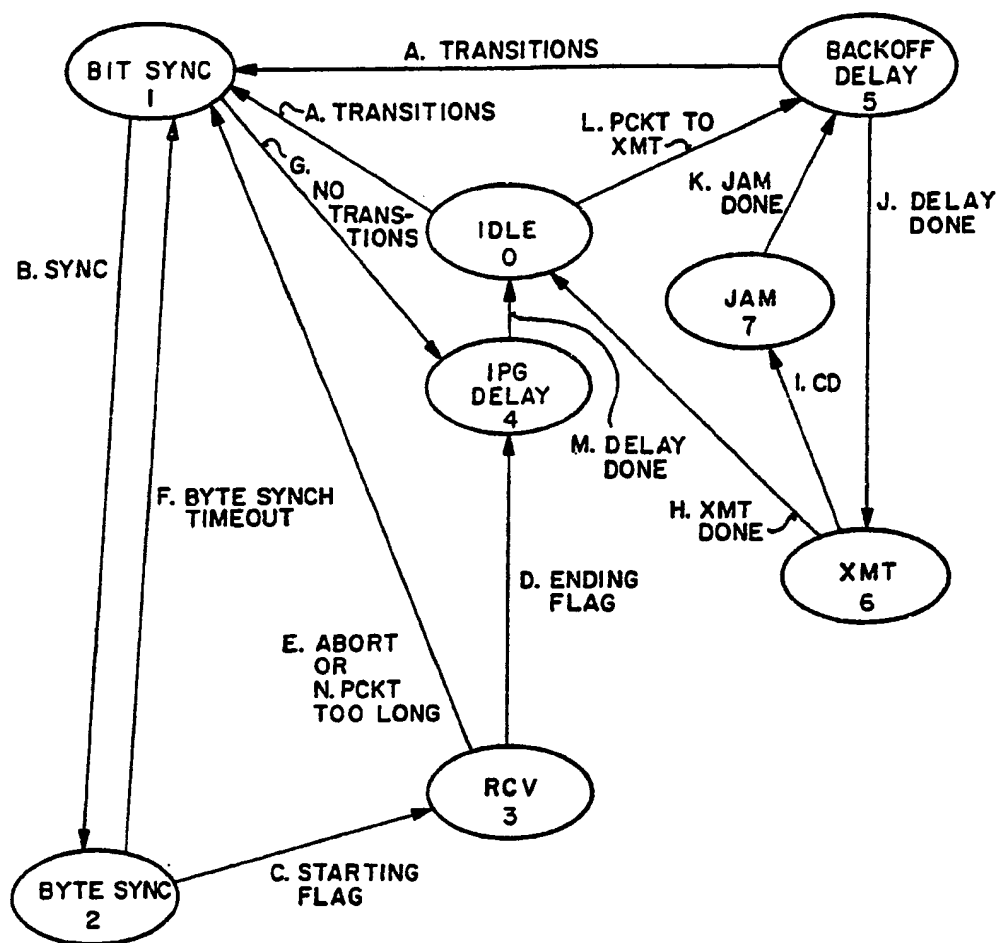 BIT SYNC
1
A. TRANSITIONS
BACKOFF
DELAY
5
A. TRANSITIONS
L. PCKT TO
XMT
G.
NO
TRANS-
TIONS
K. JAM
DONE
J. DELAY
DONE
IDLE
0
B. SYNC
JAM
7
IPG
DELAY
4
I. CD
M. DELAY
DONE
F. BYTE SYNCH
TIMEOUT
H. XMT
DONE
XMT
6
D. ENDING
FLAG
E. ABORT
OR
N. PCKT
TOO LONG
RCV
3
C. STARTING
FLAG
BYTE SYNC
2